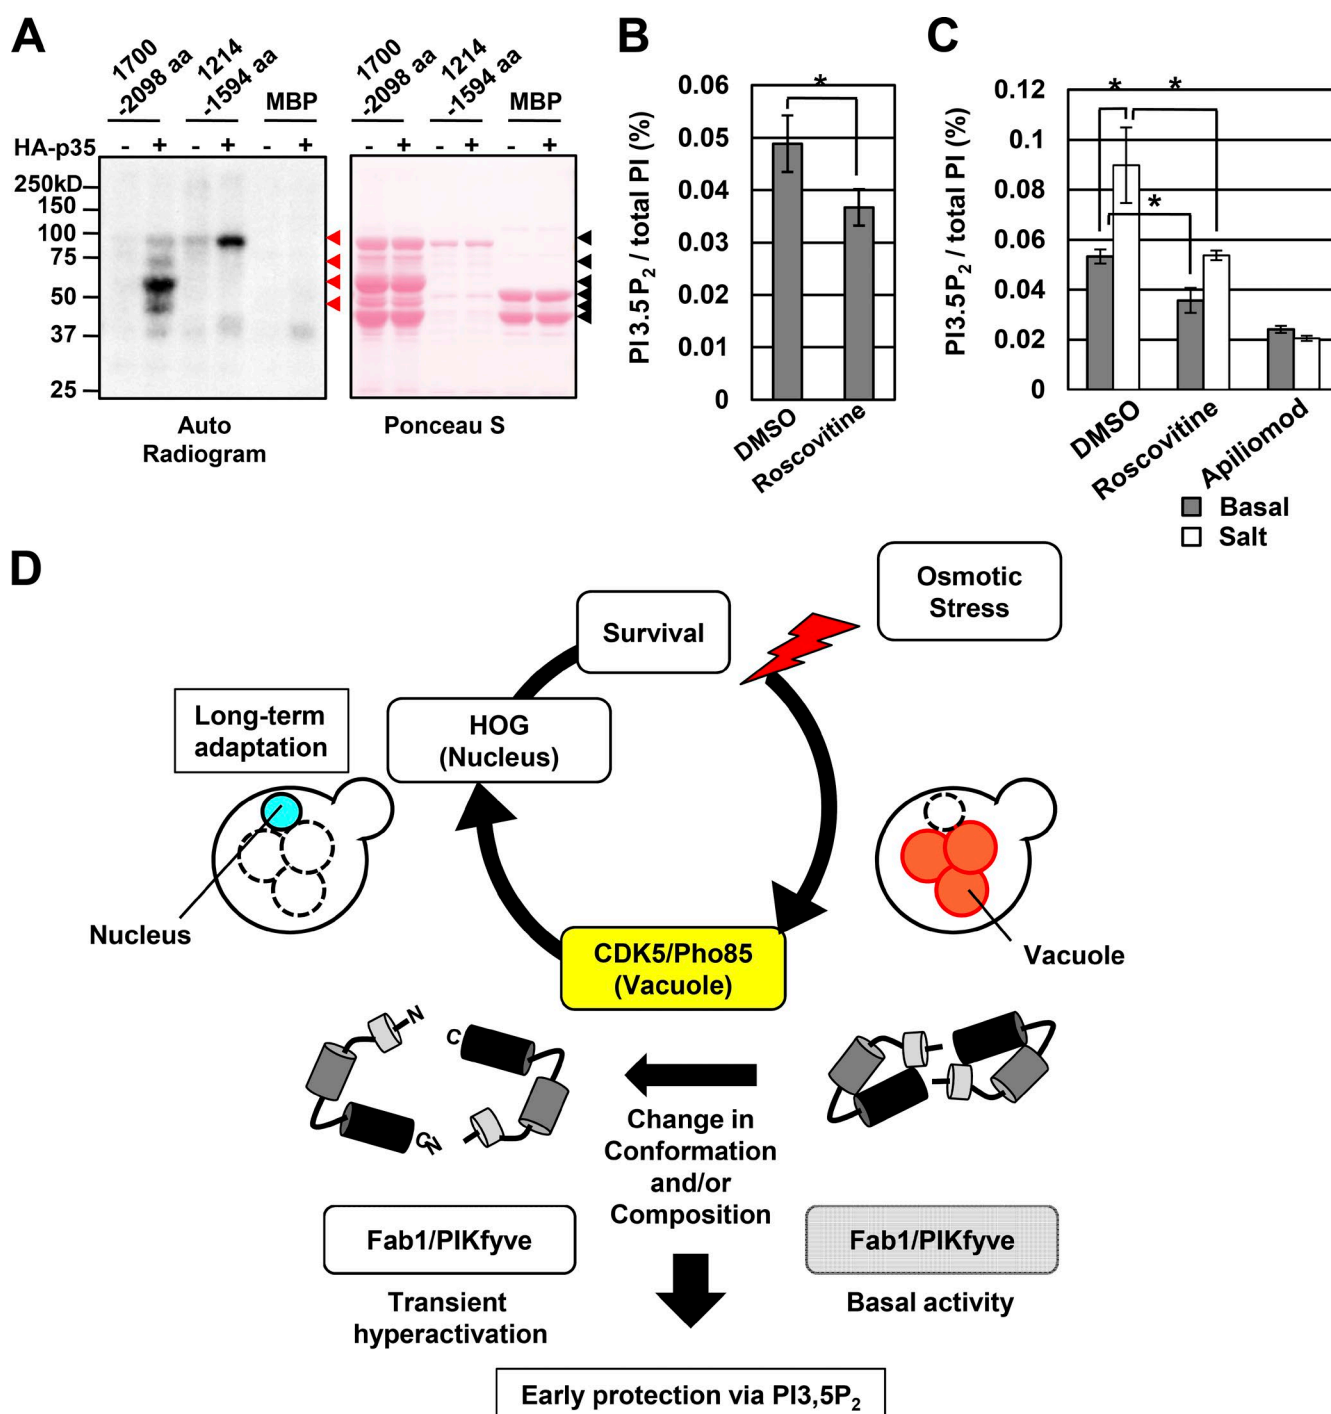 A
1700
-2098 aa
1214
-1594 aa
MBP
1700
-2098 aa
1214
-1594 aa
MBP
HA-p35
- + - + - +
- + - + - +
250kD
150
100
75
50
37
25
Auto
Radiogram
Ponceau S
B
PI3.5P2 / total PI (%)
0.06
0.05
0.04
0.03
0.02
0.01
0
*
DMSO
Roscovitine
C
PI3.5P2 / total PI (%)
0.12
0.1
0.08
0.06
0.04
0.02
0
*
*
*
DMSO
Roscovitine
Apiliomod
Basal
Salt
D
Osmotic
Stress
Survival
HOG
(Nucleus)
Long-term
adaptation
Nucleus
CDK5/Pho85
(Vacuole)
Vacuole
N
C
C
N
Change in
Conformation
and/or
Composition
Fab1/PIKfyve
Transient
hyperactivation
Fab1/PIKfyve
Basal activity
Early protection via PI3,5P2